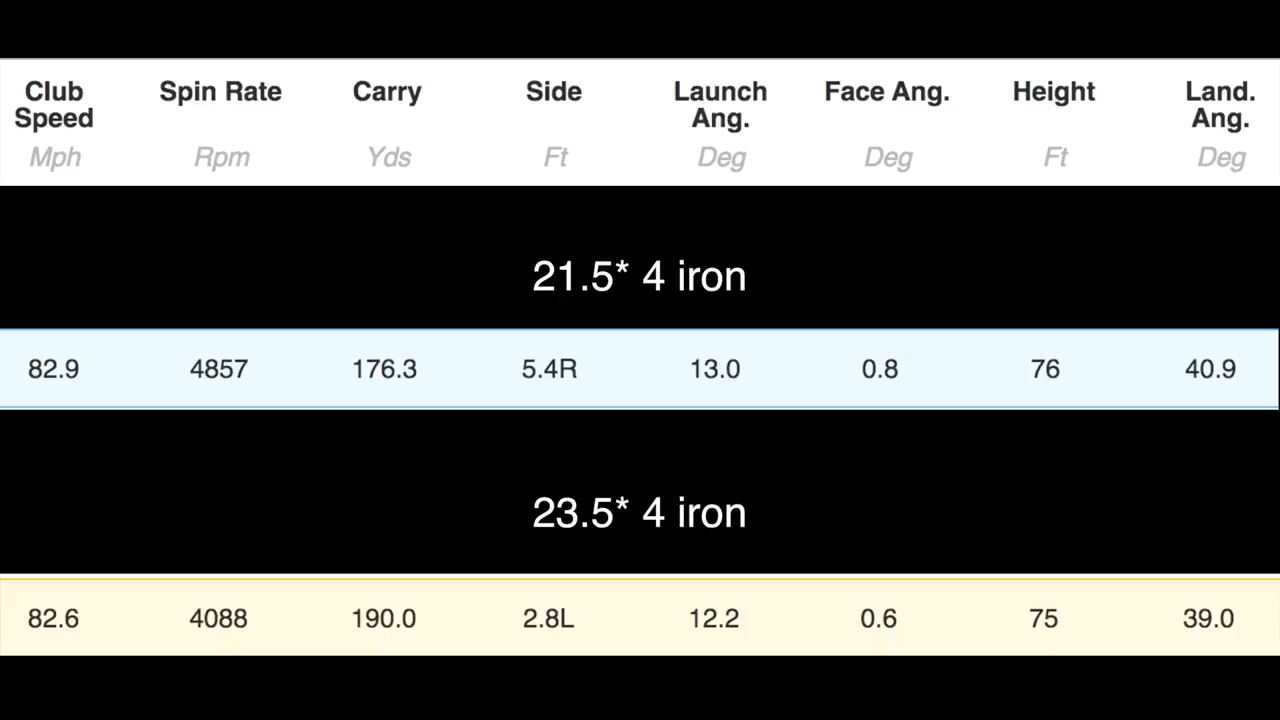 Club Speed Spin Rate Carry Side Launch Ang. Face Ang. Height Land. Ang.
Mph Rpm Yds Ft Deg Deg Ft Deg
21.5* 4 iron
82.9 4857 176.3 5.4R 13.0 0.8 76 40.9
23.5* 4 iron
82.6 4088 190.0 2.8L 12.2 0.6 75 39.0